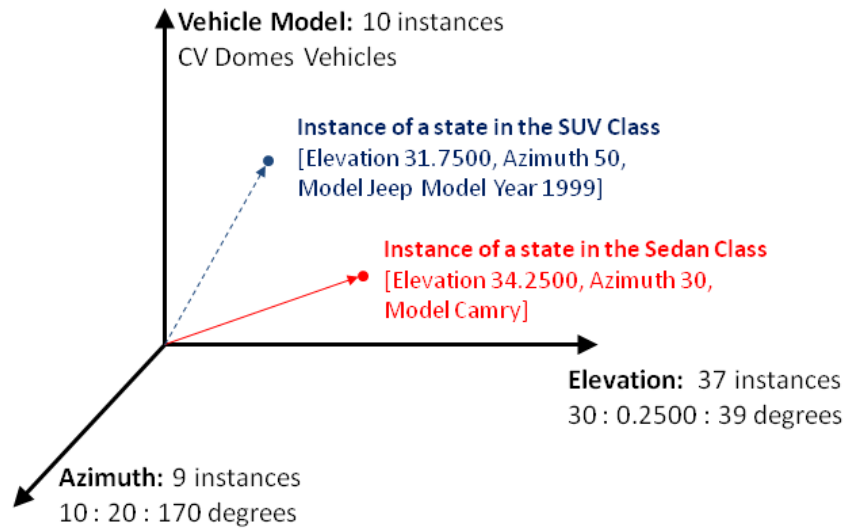 Vehicle Model: 10 instances
CV Domes Vehicles
Instance of a state in the SUV Class
[Elevation 31.7500, Azimuth 50,
Model Jeep Model Year 1999]
Instance of a state in the Sedan Class
[Elevation 34.2500, Azimuth 30,
Model Camry]
Elevation: 37 instances
30 : 0.2500 : 39 degrees
Azimuth: 9 instances
10 : 20 : 170 degrees